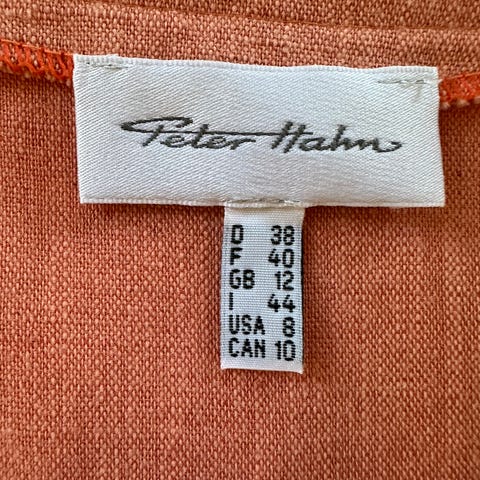 Peter Hahn
D 38
F 40
GB 12
I 44
USA 8
CAN 10